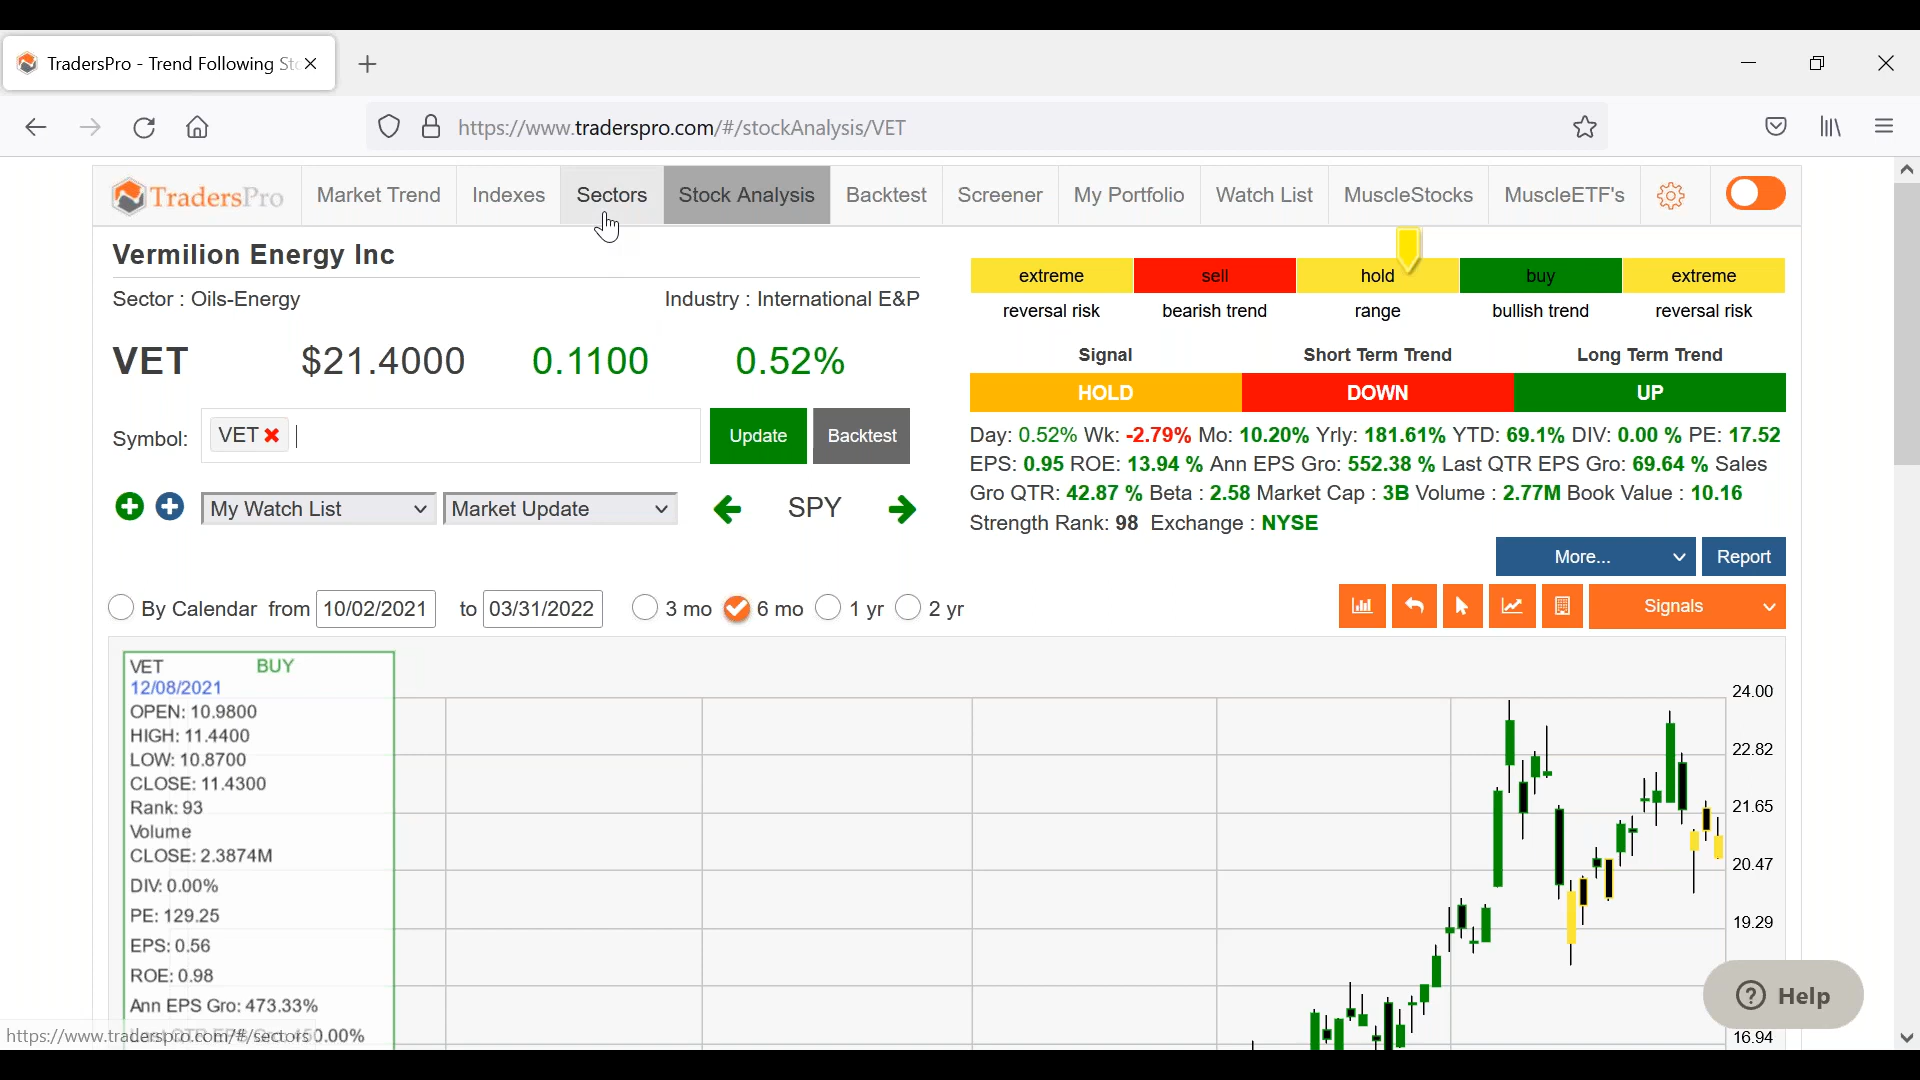 TradersPro - Trend Following Sto
https://www.traderspro.com/#/stockAnalysis/VET
TradersPro Market Trend Indexes Sectors Stock Analysis Backtest Screener My Portfolio Watch List MuscleStocks MuscleETF's
Vermilion Energy Inc
Sector : Oils-Energy Industry : International E&P
VET $21.4000 0.1100 0.52%
Symbol: VET Update Backtest
My Watch List Market Update SPY
extreme sell hold buy extreme
reversal risk bearish trend range bullish trend reversal risk
Signal Short Term Trend Long Term Trend
HOLD DOWN UP
Day: 0.52% Wk: -2.79% Mo: 10.20% Yrly: 181.61% YTD: 69.1% DIV: 0.00 % PE: 17.52
EPS: 0.95 ROE: 13.94 % Ann EPS Gro: 552.38 % Last QTR EPS Gro: 69.64 % Sales
Gro QTR: 42.87 % Beta : 2.58 Market Cap : 3B Volume : 2.77M Book Value : 10.16
Strength Rank: 98 Exchange : NYSE
More... Report
By Calendar from 10/02/2021 to 03/31/2022 3 mo 6 mo 1 yr 2 yr
Signals
VET BUY
12/08/2021
OPEN: 10.9800
HIGH: 11.4400
LOW: 10.8700
CLOSE: 11.4300
Rank: 93
Volume
CLOSE: 2.3874M
DIV: 0.00%
PE: 129.25
EPS: 0.56
ROE: 0.98
Ann EPS Gro: 473.33%
24.00
22.82
21.65
20.47
19.29
16.94
Help
https://www.traderspro.com/#/sectors